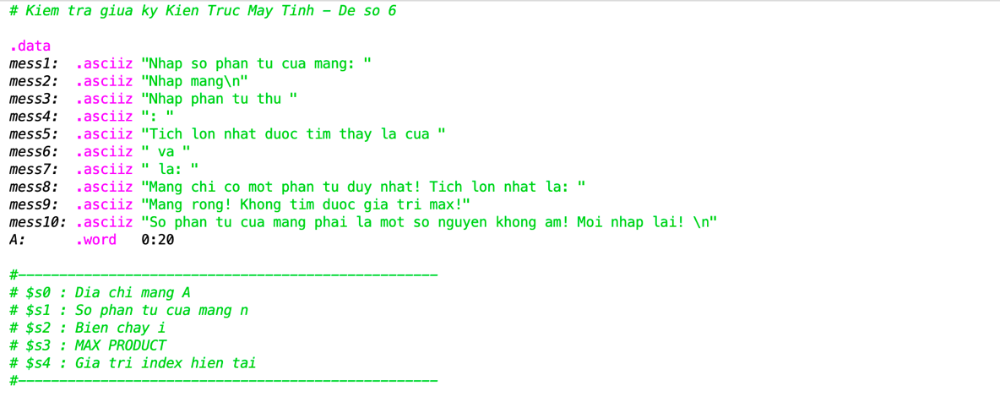 # Kiem tra giua ky Kien Truc May Tinh - De so 6
.data
mess1: .asciiz "Nhap so phan tu cua mang: "
mess2: .asciiz "Nhap mang\n"
mess3: .asciiz "Nhap phan tu thu "
mess4: .asciiz ": "
mess5: .asciiz "Tich lon nhat duoc tim thay la cua "
mess6: .asciiz " va "
mess7: .asciiz " la: "
mess8: .asciiz "Mang chi co mot phan tu duy nhat! Tich lon nhat la: "
mess9: .asciiz "Mang rong! Khong tim duoc gia tri max!"
mess10: .asciiz "So phan tu cua mang phai la mot so nguyen khong am! Moi nhap lai! \n"
A: .word 0:20
#---------------------------------------------------
# $s0 : Dia chi mang A
# $s1 : So phan tu cua mang n
# $s2 : Bien chay i
# $s3 : MAX PRODUCT
# $s4 : Gia tri index hien tai
#---------------------------------------------------